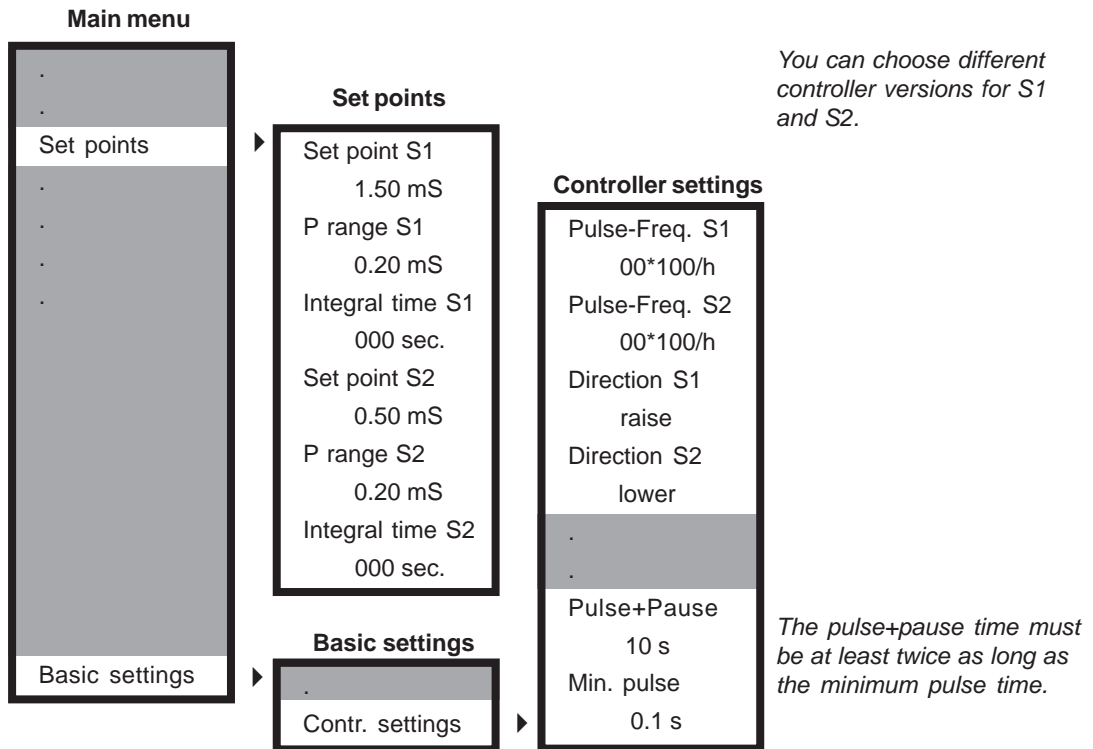 Main menu
.
.
Set points
.
.
.
.
Basic settings
Set points
Set point S1
1.50 mS
P range S1
0.20 mS
Integral time S1
000 sec.
Set point S2
0.50 mS
P range S2
0.20 mS
Integral time S2
000 sec.
Basic settings
.
Contr. settings
Controller settings
Pulse-Freq. S1
00*100/h
Pulse-Freq. S2
00*100/h
Direction S1
raise
Direction S2
lower
.
.
Pulse+Pause
10 s
Min. pulse
0.1 s
You can choose different
controller versions for S1
and S2.
The pulse+pause time must
be at least twice as long as
the minimum pulse time.